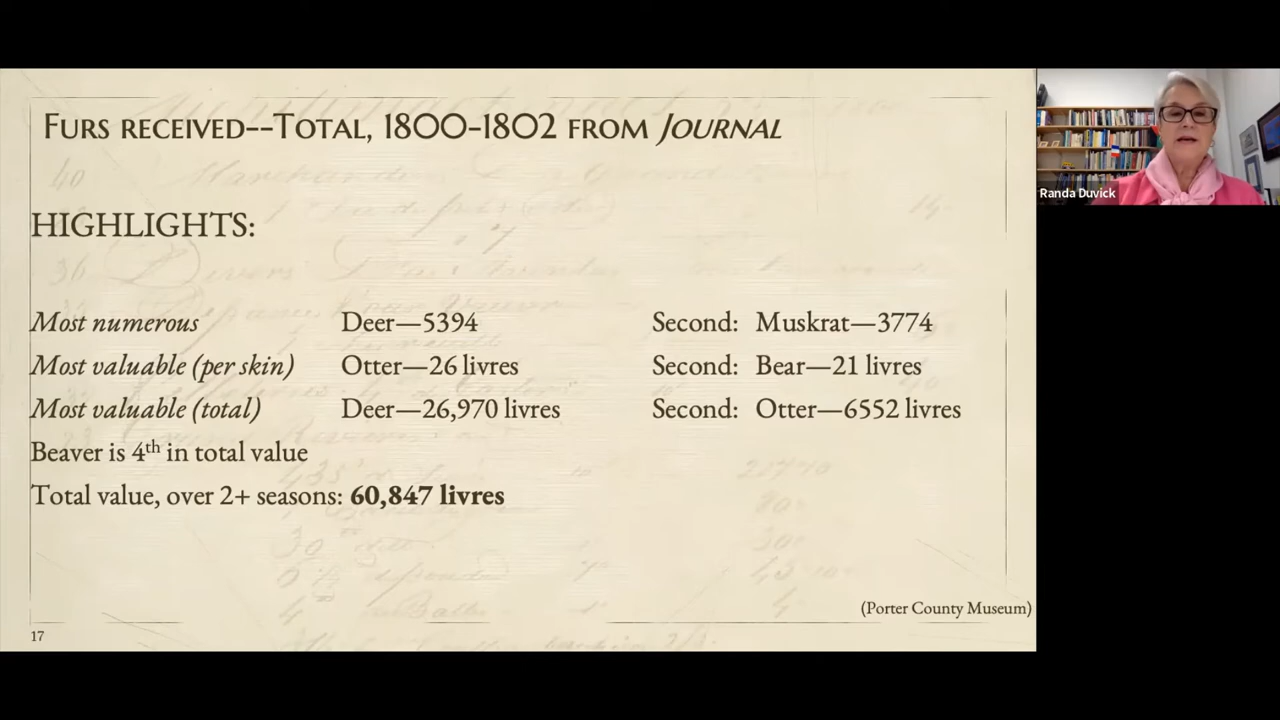 FURS RECEIVED--TOTAL, 1800-1802 FROM JOURNAL
HIGHLIGHTS:
Most numerous Deer—5394 Second: Muskrat—3774
Most valuable (per skin) Otter—26 livres Second: Bear—21 livres
Most valuable (total) Deer—26,970 livres Second: Otter—6552 livres
Beaver is 4th in total value
Total value, over 2+ seasons: 60,847 livres
(Porter County Museum)
17
Randa Duvick